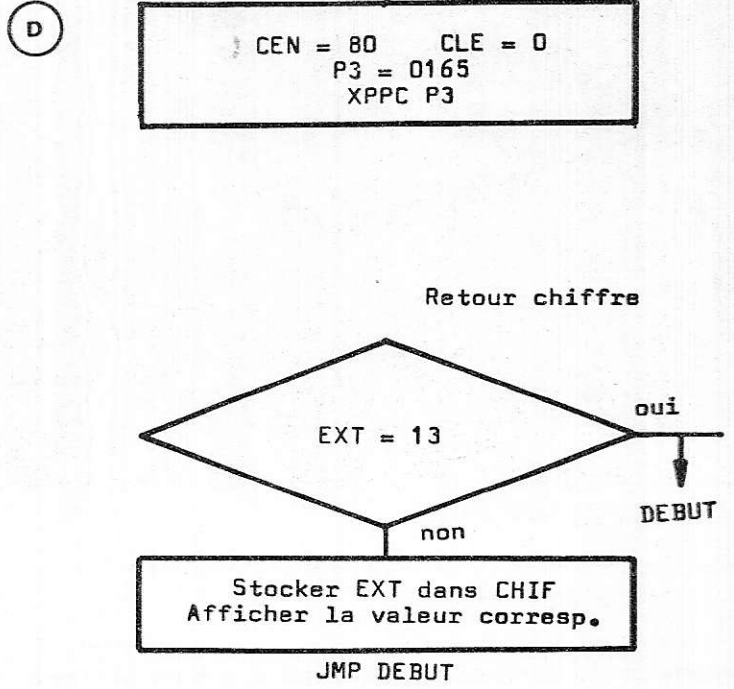 D
CEN = 80 CLE = 0
P3 = 0165
XPPC P3
Retour chiffre
EXT = 13
oui
DEBUT
non
Stocker EXT dans CHIF
Afficher la valeur corresp.
JMP DEBUT